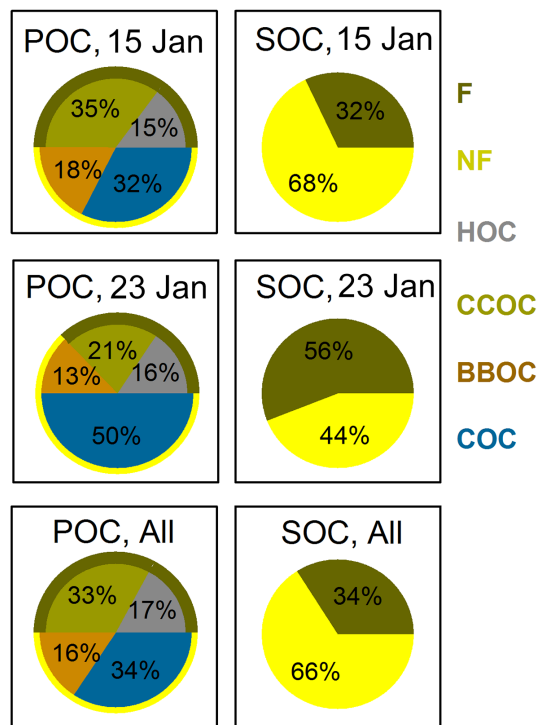 POC, 15 Jan
35%
15%
18%
32%
SOC, 15 Jan
32%
68%
POC, 23 Jan
21%
16%
13%
50%
SOC, 23 Jan
56%
44%
POC, All
33%
17%
16%
34%
SOC, All
34%
66%
F
NF
HOC
CCOC
BBOC
COC